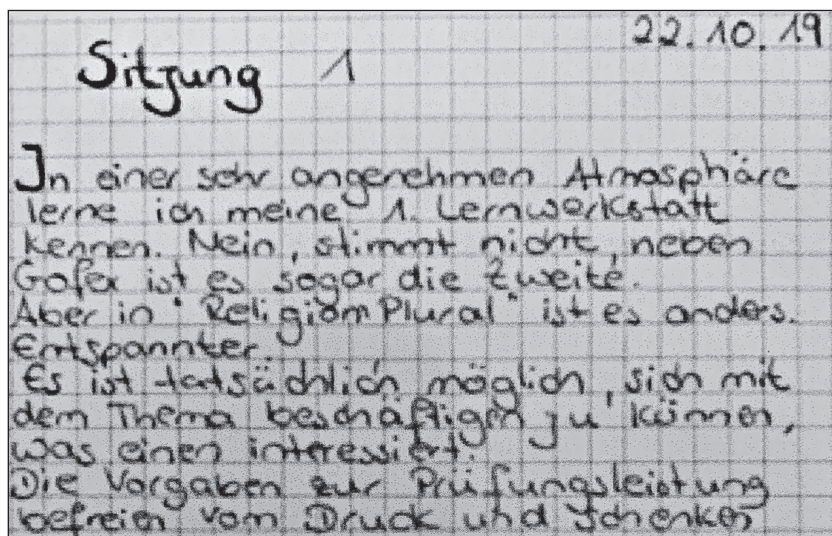 22.10.19
Sitzung 1
In einer sehr angenehmen Atmosphäre
lerne ich meine 1. Lernwerkstatt
kennen. Nein, stimmt nicht, neben
Gofex ist es sogar die zweite.
Aber in "ReligionPlural" ist es anders.
Entspannter.
Es ist tatsächlich möglich, sich mit
dem Thema beschäftigen zu können,
was einen interessiert.
Die Vorgaben zur Prüfungsleistung
befreien vom Druck und schenken